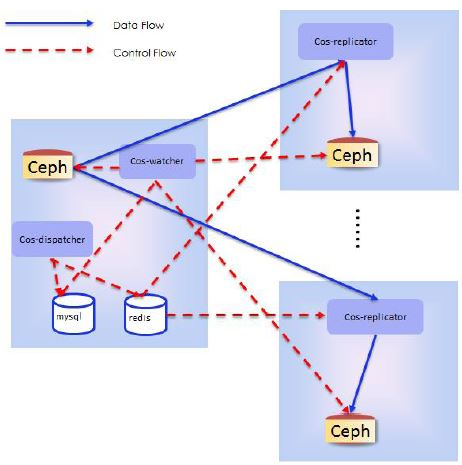 Data Flow
Control Flow
Cos-replicator
Ceph
Ceph
Cos-watcher
Cos-dispatcher
mysql
redis
Cos-replicator
Ceph